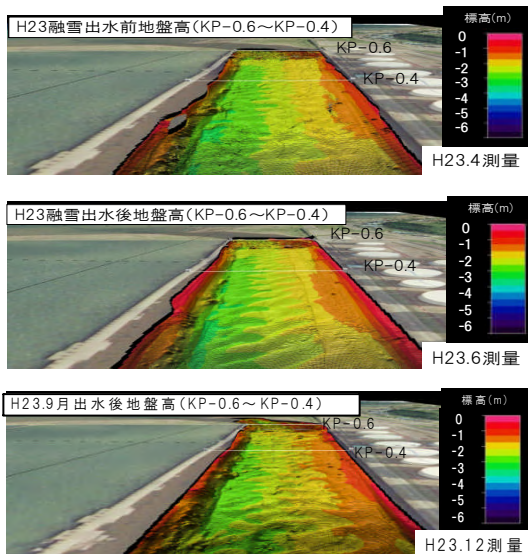 H23融雪出水前地盤高(KP-0.6～KP-0.4)
標高(m)
KP-0.6
KP-0.4
0
-1
-2
-3
-4
-5
-6
H23.4測量
H23融雪出水後地盤高(KP-0.6～KP-0.4)
標高(m)
KP-0.6
KP-0.4
0
-1
-2
-3
-4
-5
-6
H23.6測量
H23.9月出水後地盤高(KP-0.6～KP-0.4)
標高(m)
KP-0.6
KP-0.4
0
-1
-2
-3
-4
-5
-6
H23.12測量